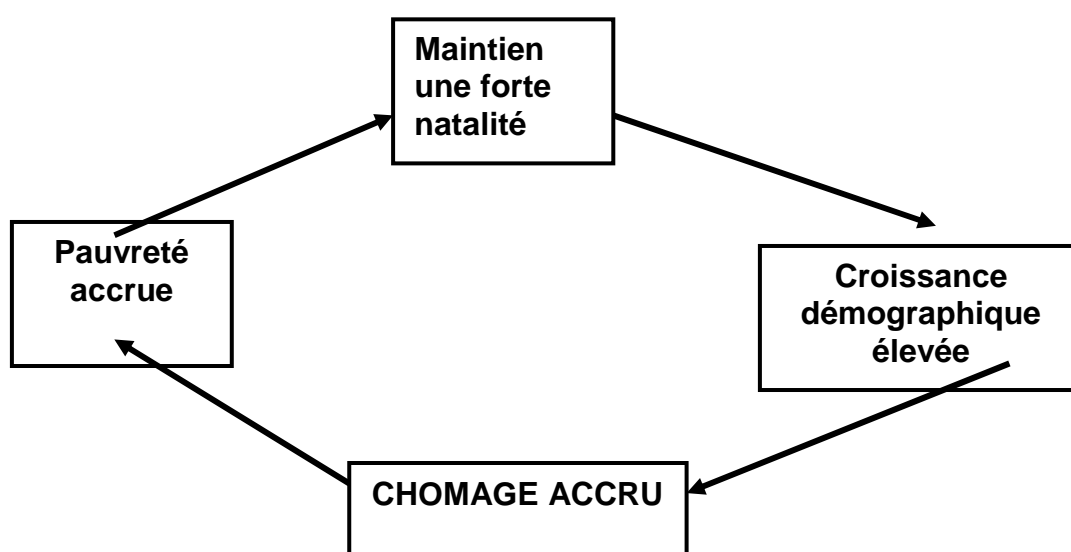 Maintien
une forte
natalité
Pauvreté
accrue
Croissance
démographique
élevée
CHOMAGE ACCRU